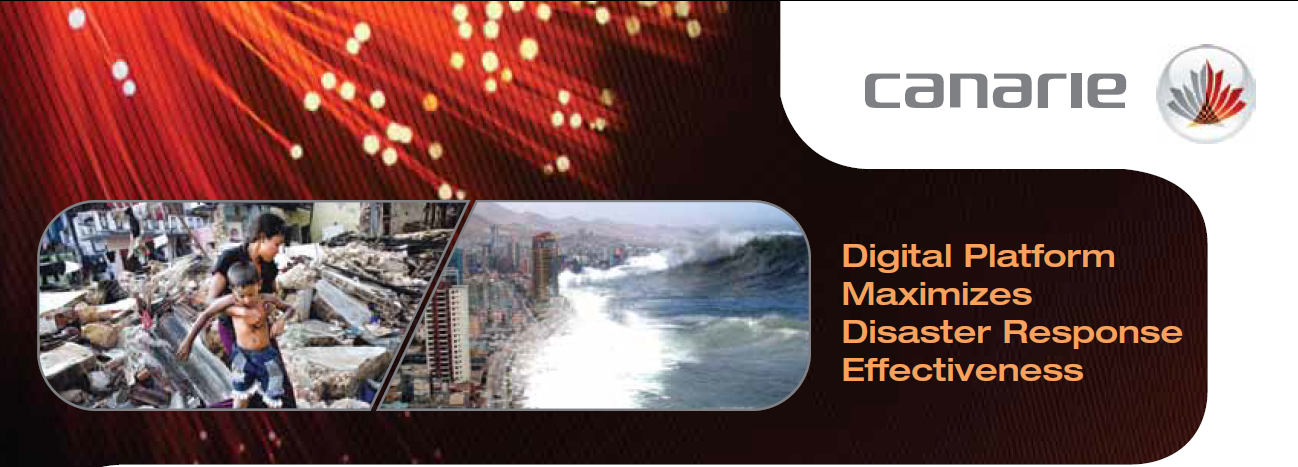 canarie
Digital Platform
Maximizes
Disaster Response
Effectiveness